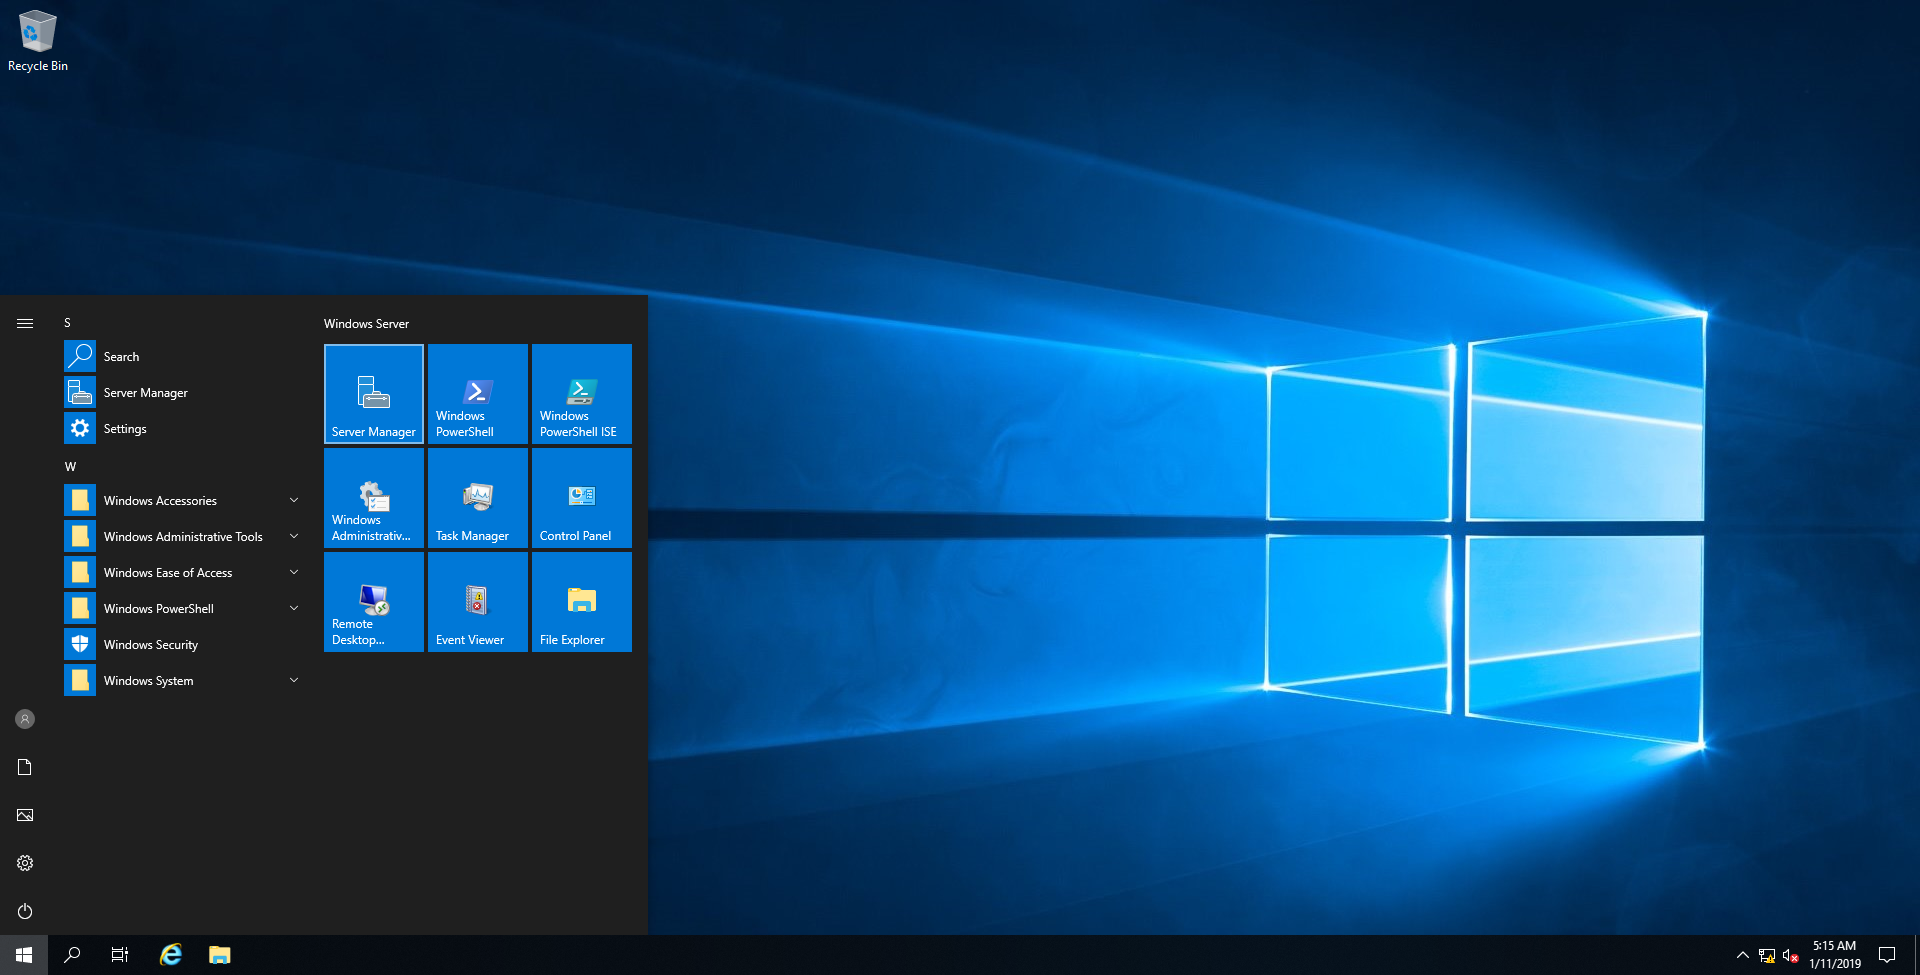 Recycle Bin
S
Search
Server Manager
Settings
W
Windows Accessories
Windows Administrative Tools
Windows Ease of Access
Windows PowerShell
Windows Security
Windows System
Windows Server
Server Manager
Windows
PowerShell
Windows
PowerShell ISE
Windows
Administrativ...
Task Manager
Control Panel
Remote
Desktop...
Event Viewer
File Explorer
5:15 AM
1/11/2019